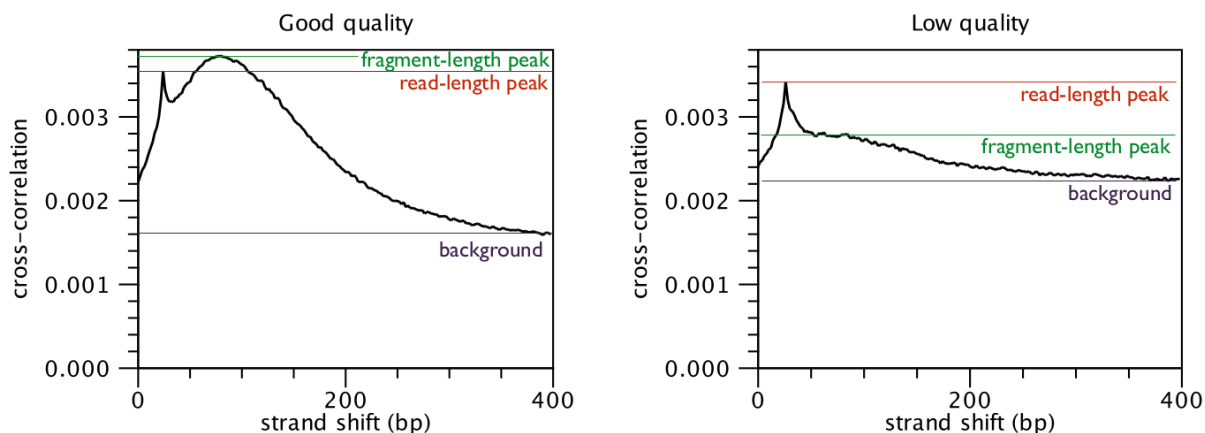 Good quality
fragment-length peak
read-length peak
background
0.003
0.002
0.001
0.000
cross-correlation
0
200
400
strand shift (bp)
Low quality
read-length peak
fragment-length peak
background
0.003
0.002
0.001
0.000
cross-correlation
0
200
400
strand shift (bp)